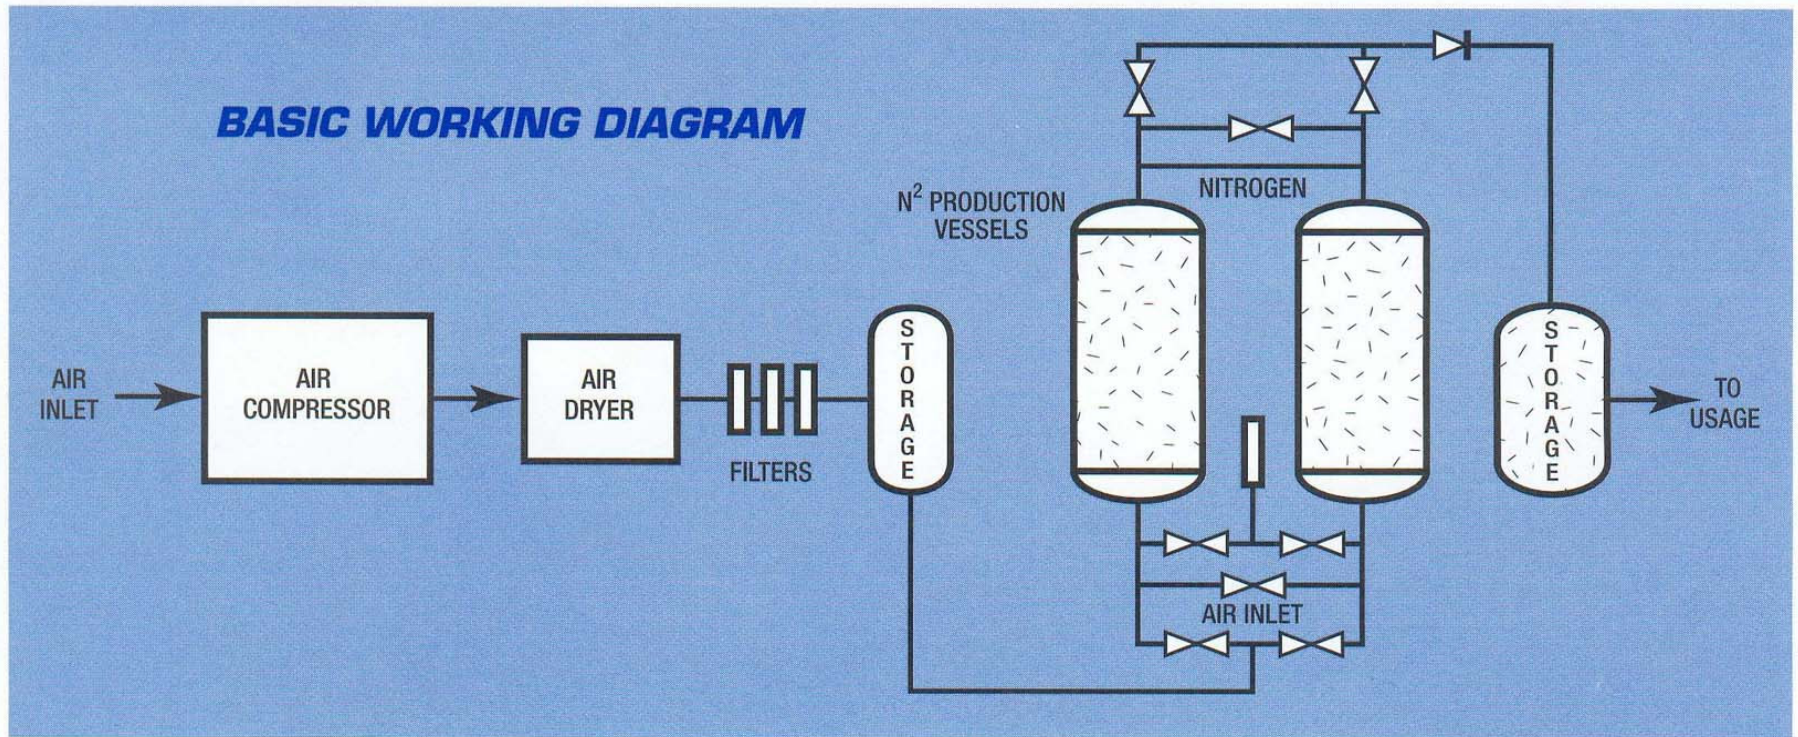 BASIC WORKING DIAGRAM
AIR
INLET
AIR
COMPRESSOR
AIR
DRYER
FILTERS
STORAGE
N² PRODUCTION
VESSELS
NITROGEN
AIR INLET
STORAGE
TO
USAGE